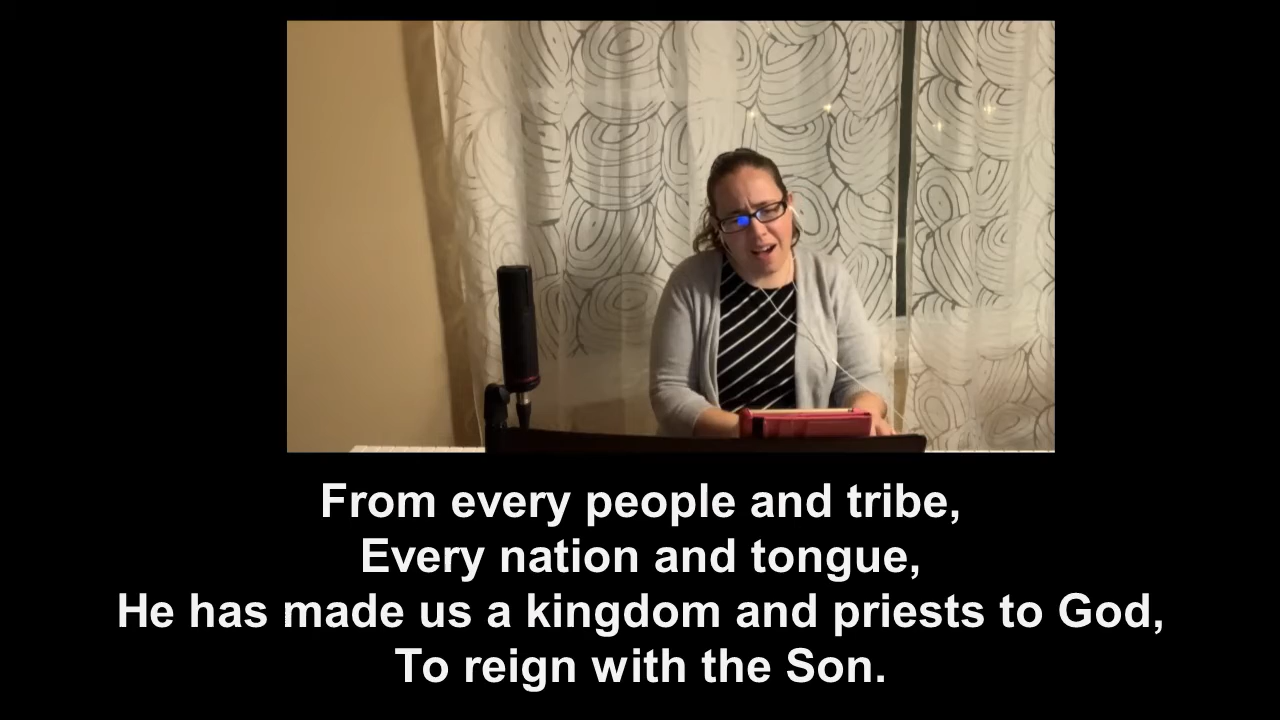 From every people and tribe,
Every nation and tongue,
He has made us a kingdom and priests to God,
To reign with the Son.